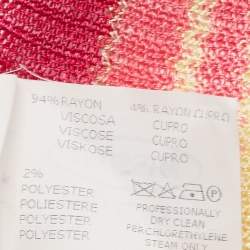 94% RAYON 4% RAYON CUPRO
VISCOSA CUPRO
VISCOSE CUPRO
VISKOSE CUPRO
2%
POLYESTER
POLIESTERE
POLYESTER
POLYESTER
PROFESSIONALLY
DRY CLEAN
PERCHLORETHYLENE
STEAM ONLY